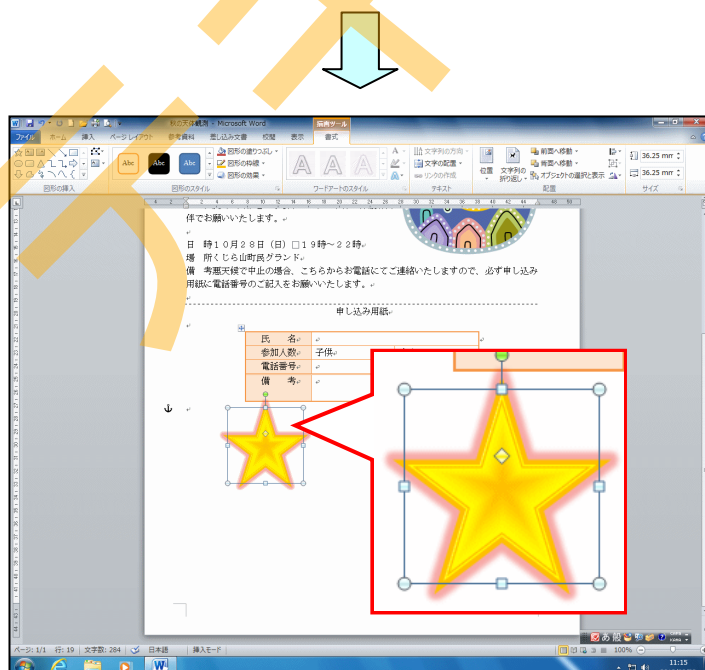 秋の天体観測 - Microsoft Word
描画ツール
ファイル ホーム 挿入 ページ レイアウト 参考資料 差し込み文書 校閲 表示 書式
Abc Abc Abc
図形の塗りつぶし
図形の枠線
図形の効果
文字列の方向
文字の配置
リンクの作成
位置
文字列の
折り返し
前面へ移動
背面へ移動
オブジェクトの選択と表示
36.25 mm
36.25 mm
図形の挿入 図形のスタイル ワードアートのスタイル テキスト 配置 サイズ
伴でお願いいたします。
日 時10月28日(日)□19時~22時
場 所くじら山町民グランド
備 考悪天候で中止の場合、こちらからお電話にてご連絡いたしますので、必ず申し込み
用紙に電話番号のご記入をお願いいたします。
申し込み用紙
氏 名
参加人数 子供
電話番号
備 考
ページ: 1/1 行: 19 文字数: 284 日本語 挿入モード 100%
あ 般
11:15